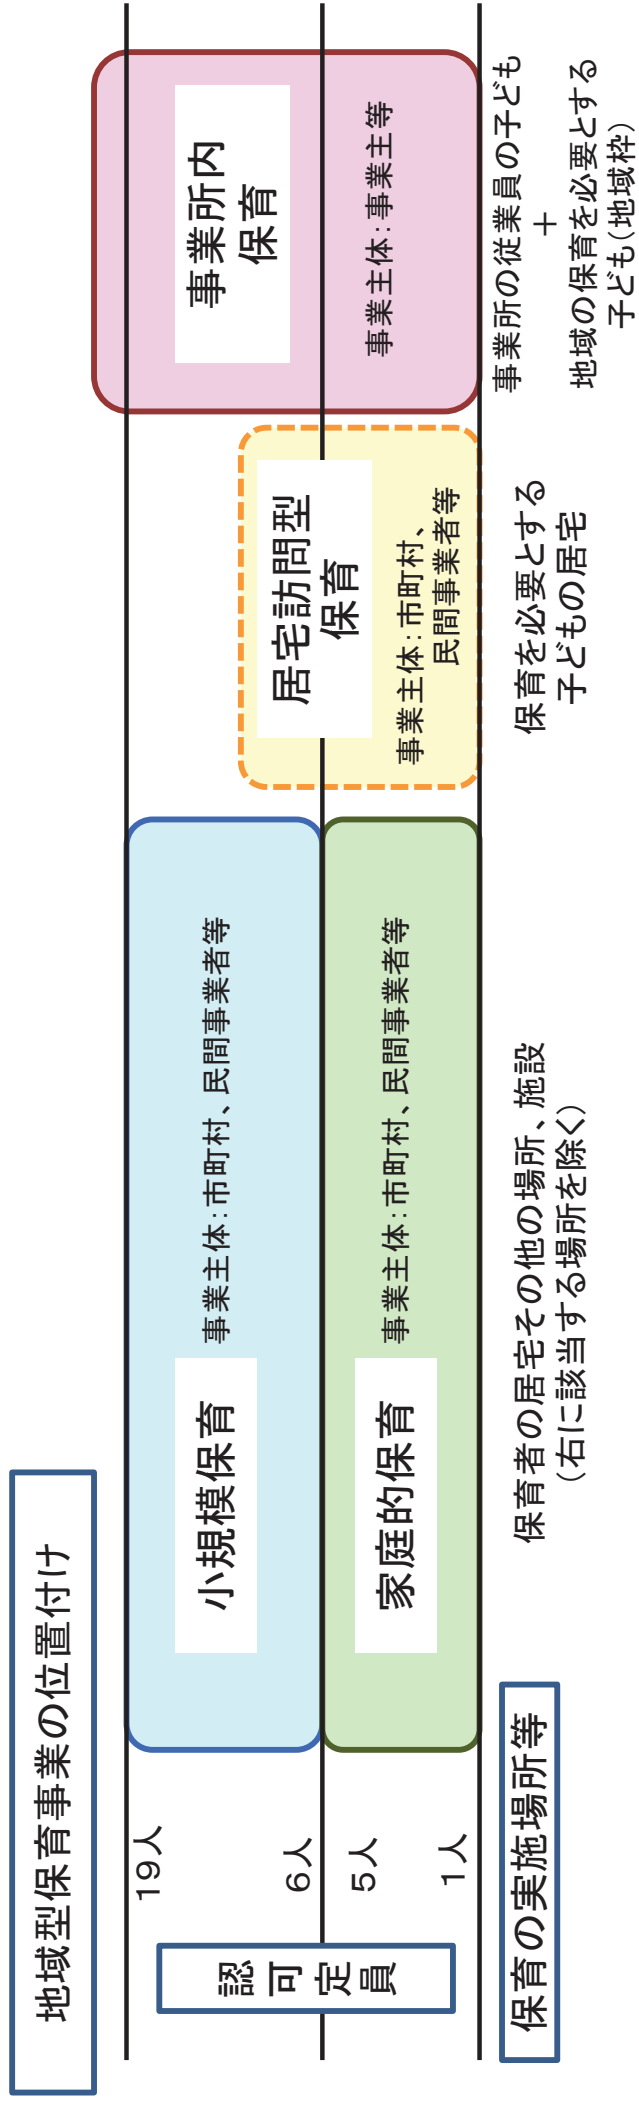 地域型保育事業の位置付け
認可定員
19人
6人
5人
1人
小規模保育
事業主体：市町村、民間事業者等
家庭的保育
事業主体：市町村、民間事業者等
居宅訪問型
保育
事業主体：市町村、
民間事業者等
事業所内
保育
事業主体：事業主等
保育の実施場所等
保育者の居宅その他の場所、施設
（右に該当する場所を除く）
保育を必要とする
子どもの居宅
事業所の従業員の子ども
＋
地域の保育を必要とする
子ども（地域枠）